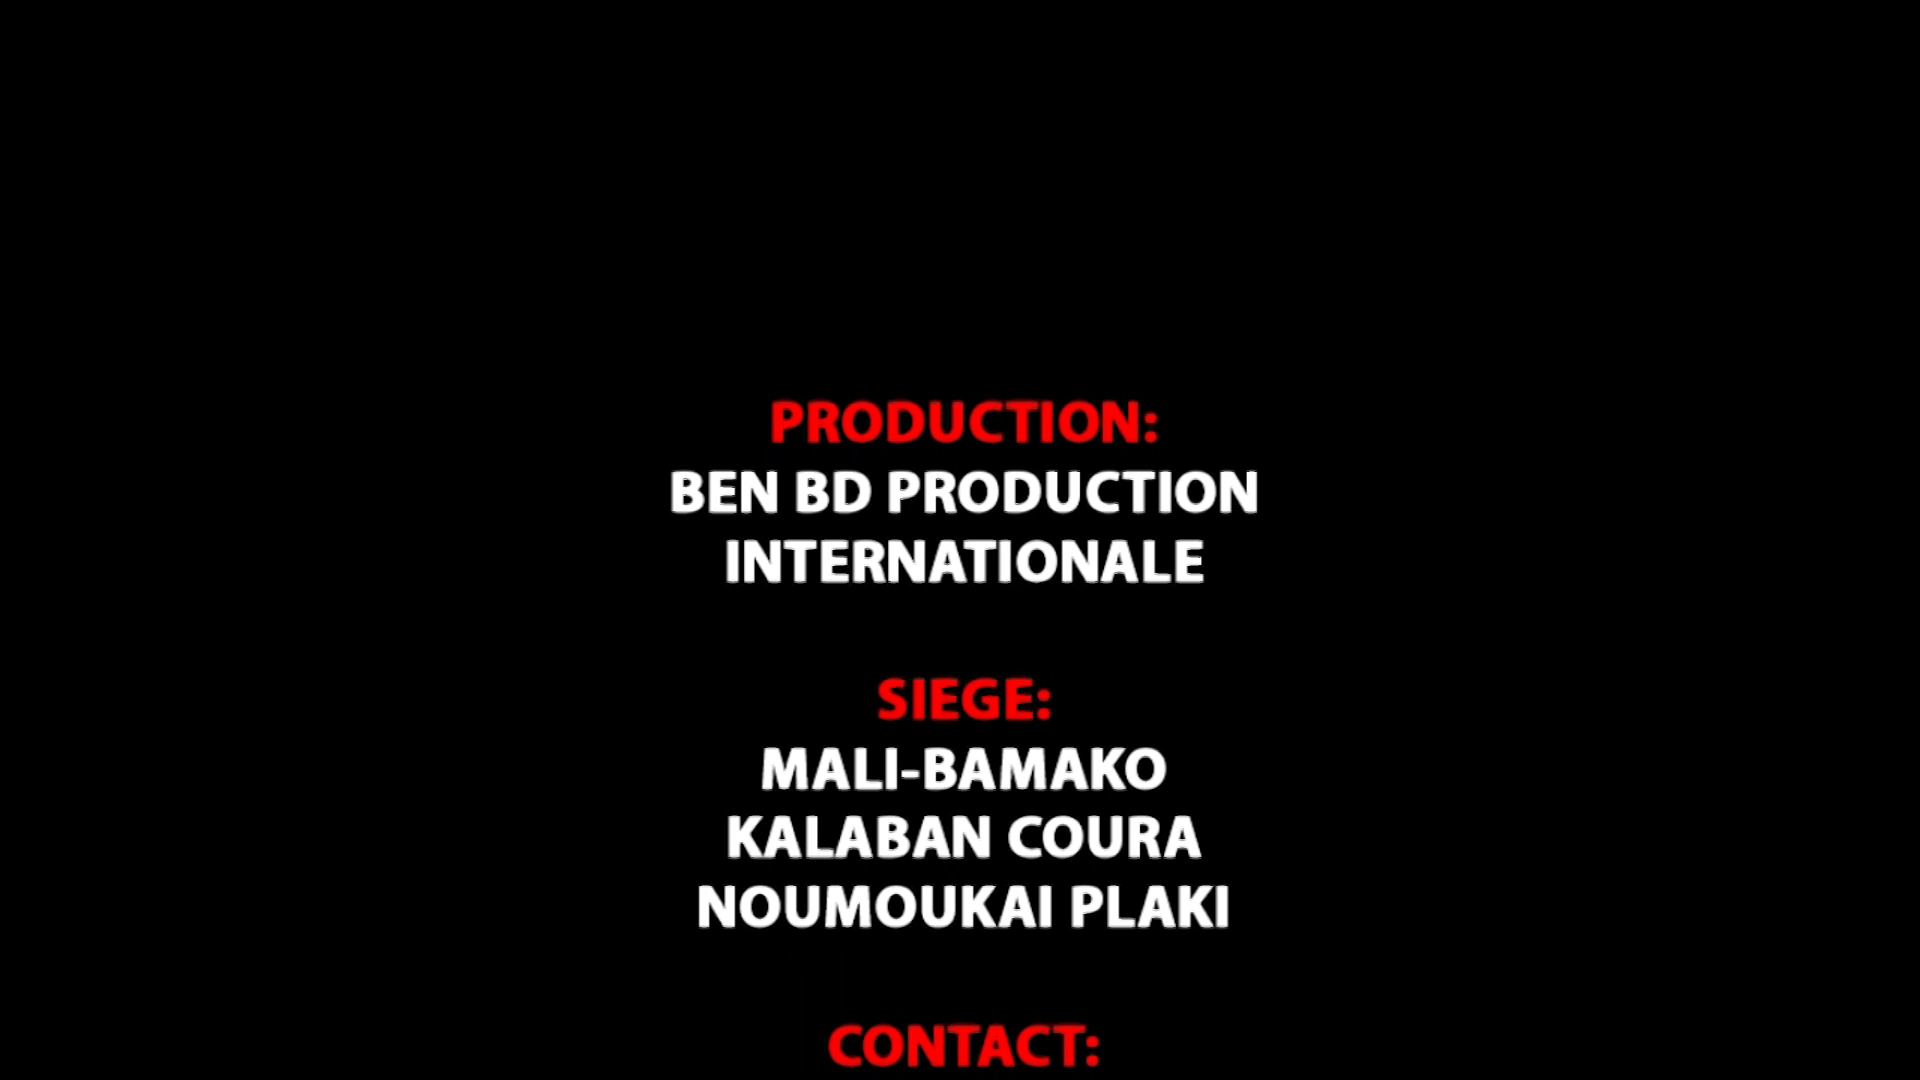 PRODUCTION:
BEN BD PRODUCTION
INTERNATIONALE
SIEGE:
MALI-BAMAKO
KALABAN COURA
NOUMOUKAI PLAKI
CONTACT: